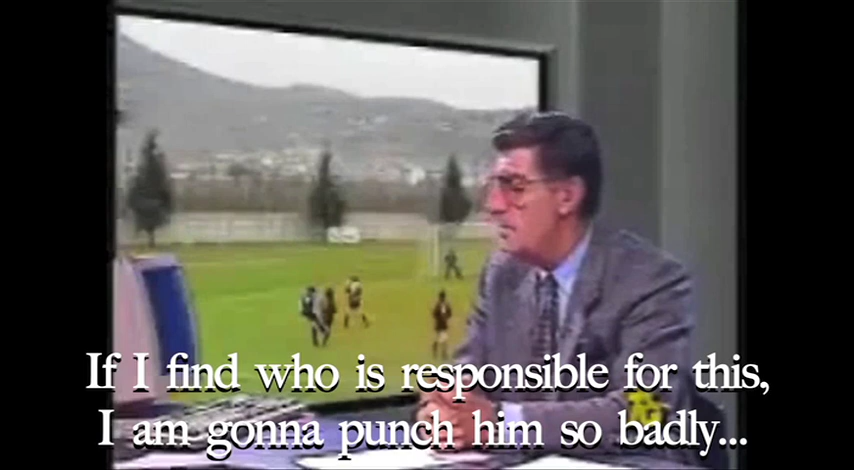 If I find who is responsible for this,
I am gonna punch him so badly...